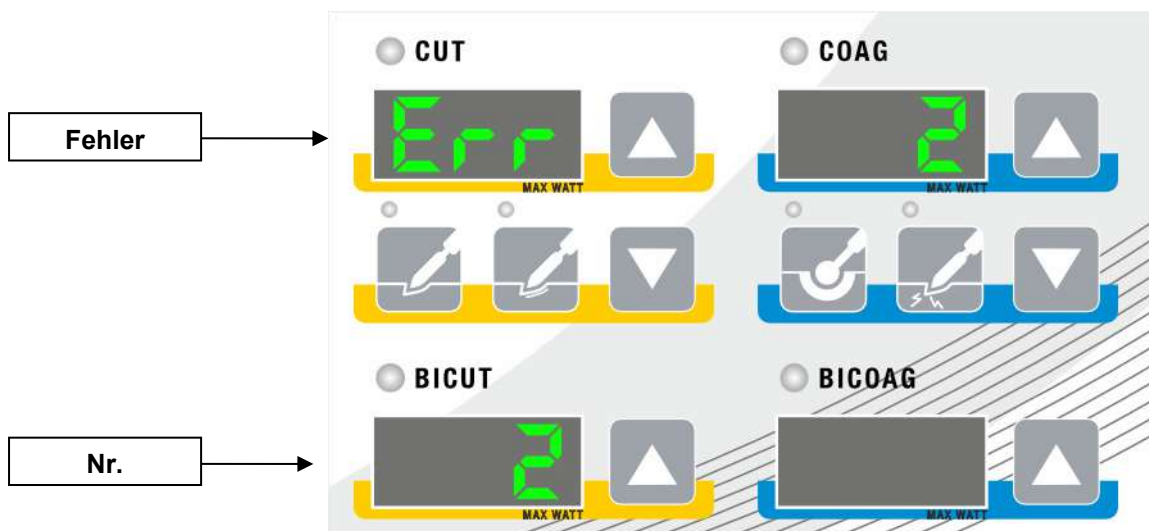 CUT
COAG
Fehler
Err
2
MAX WATT
MAX WATT
BICUT
BICOAG
Nr.
2
MAX WATT
MAX WATT